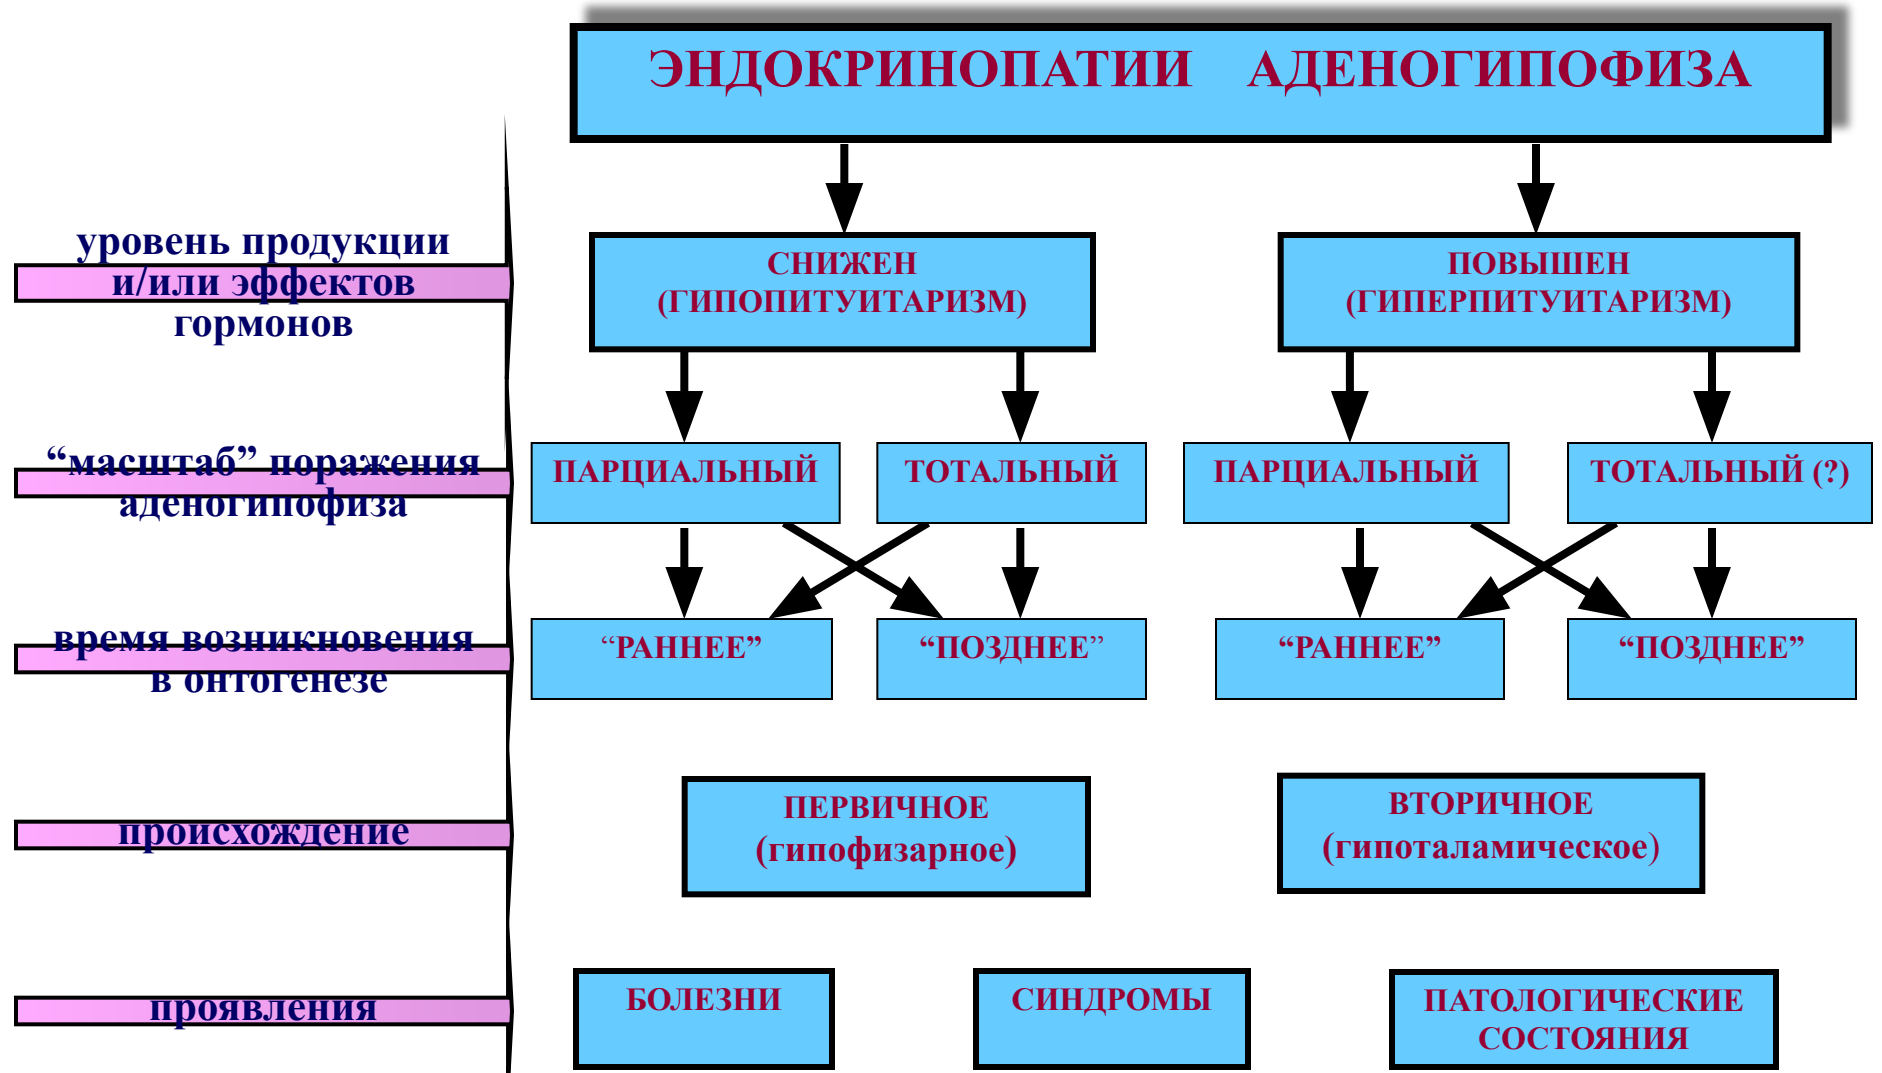 ЭНДОКРИНОПАТИИ АДЕНОГИПОФИЗА
уровень продукции
и/или эффектов
гормонов
СНИЖЕН
(ГИПОПИТУИТАРИЗМ)
ПОВЫШЕН
(ГИПЕРПИТУИТАРИЗМ)
“масштаб” поражения
аденогипофиза
ПАРЦИАЛЬНЫЙ
ТОТАЛЬНЫЙ
ПАРЦИАЛЬНЫЙ
ТОТАЛЬНЫЙ (?)
время возникновения
в онтогенезе
“РАННЕЕ”
“ПОЗДНЕЕ”
“РАННЕЕ”
“ПОЗДНЕЕ”
происхождение
ПЕРВИЧНОЕ
(гипофизарное)
ВТОРИЧНОЕ
(гипоталамическое)
проявления
БОЛЕЗНИ
СИНДРОМЫ
ПАТОЛОГИЧЕСКИЕ
СОСТОЯНИЯ